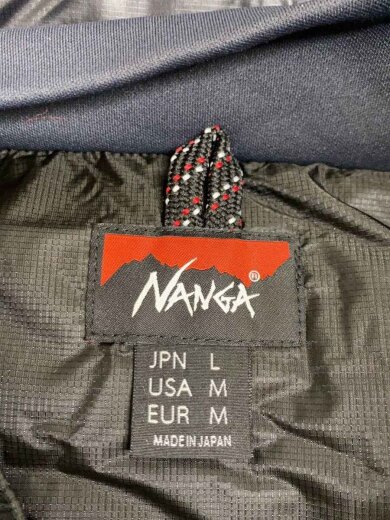 NANGA®
JPN L
USA M
EUR M
MADE IN JAPAN